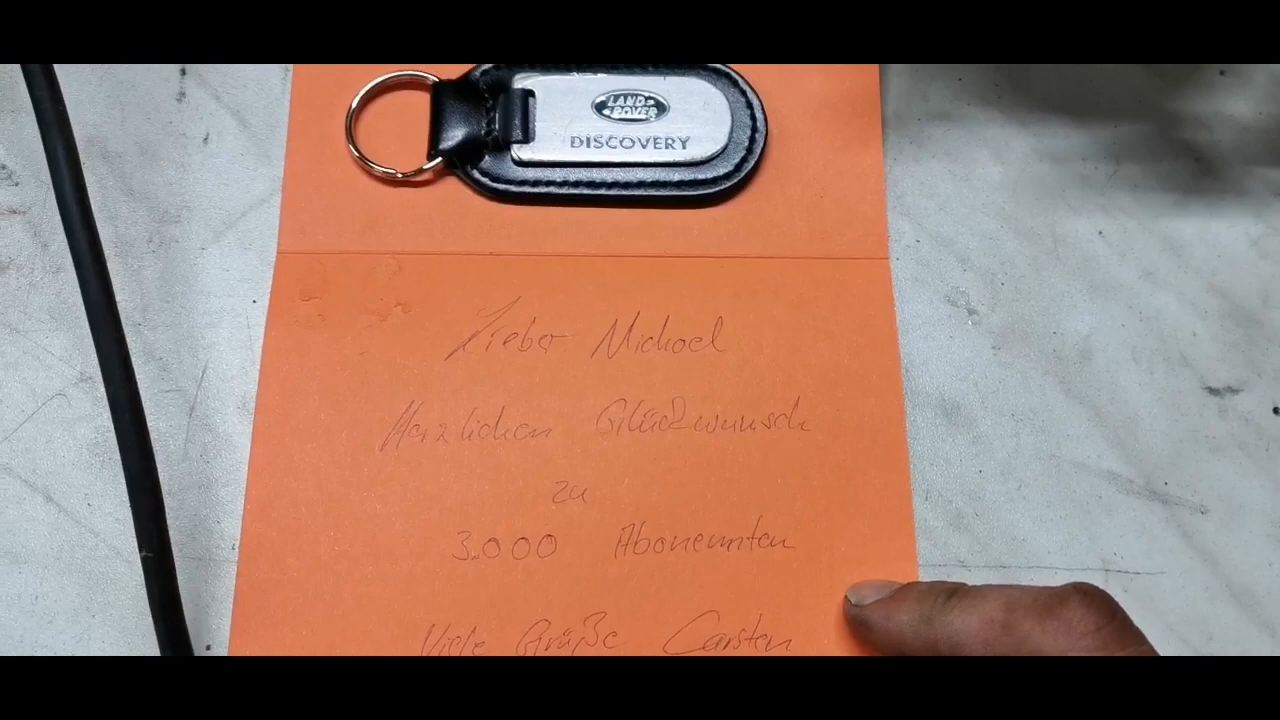 LAND
ROVER
DISCOVERY
Lieber Michael
Herzlichen Glückwunsch
zu
3.000 Abonennten
Viele Grüße Carsten